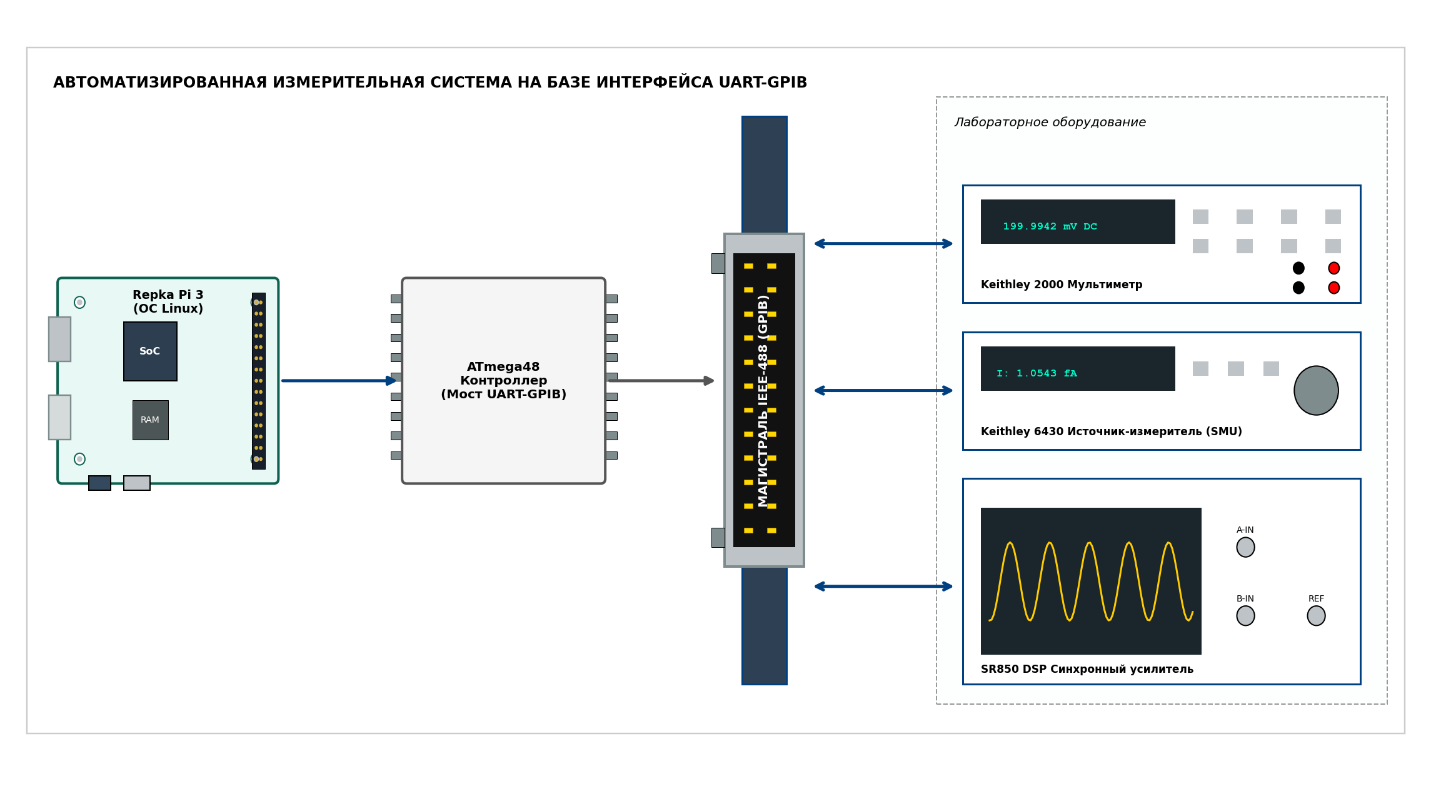 АВТОМАТИЗИРОВАННАЯ ИЗМЕРИТЕЛЬНАЯ СИСТЕМА НА БАЗЕ ИНТЕРФЕЙСА UART-GPIB
Repka Pi 3
(ОС Linux)
SoC
RAM
ATmega48
Контроллер
(Мост UART-GPIB)
МАГИСТРАЛЬ IEEE-488 (GPIB)
Лабораторное оборудование
199.9942 mV DC
Keithley 2000 Мультиметр
I: 1.0543 fA
Keithley 6430 Источник-измеритель (SMU)
A-IN
B-IN
REF
SR850 DSP Синхронный усилитель